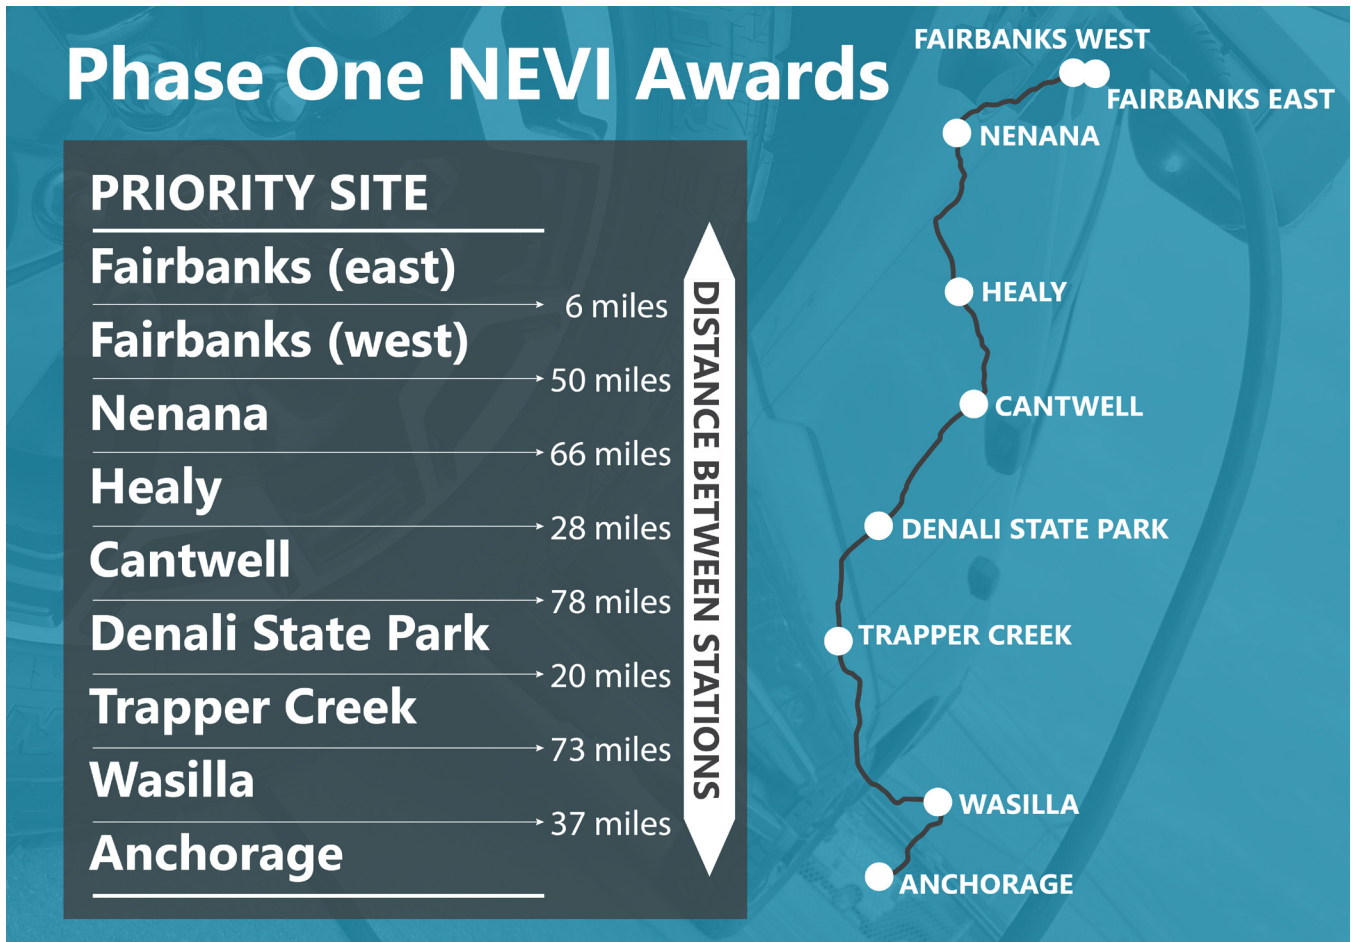 Phase One NEVI Awards
PRIORITY SITE
Fairbanks (east)
6 miles
Fairbanks (west)
50 miles
Nenana
66 miles
Healy
28 miles
Cantwell
78 miles
Denali State Park
20 miles
Trapper Creek
73 miles
Wasilla
37 miles
Anchorage
DISTANCE BETWEEN STATIONS
FAIRBANKS WEST
FAIRBANKS EAST
NENANA
HEALY
CANTWELL
DENALI STATE PARK
TRAPPER CREEK
WASILLA
ANCHORAGE